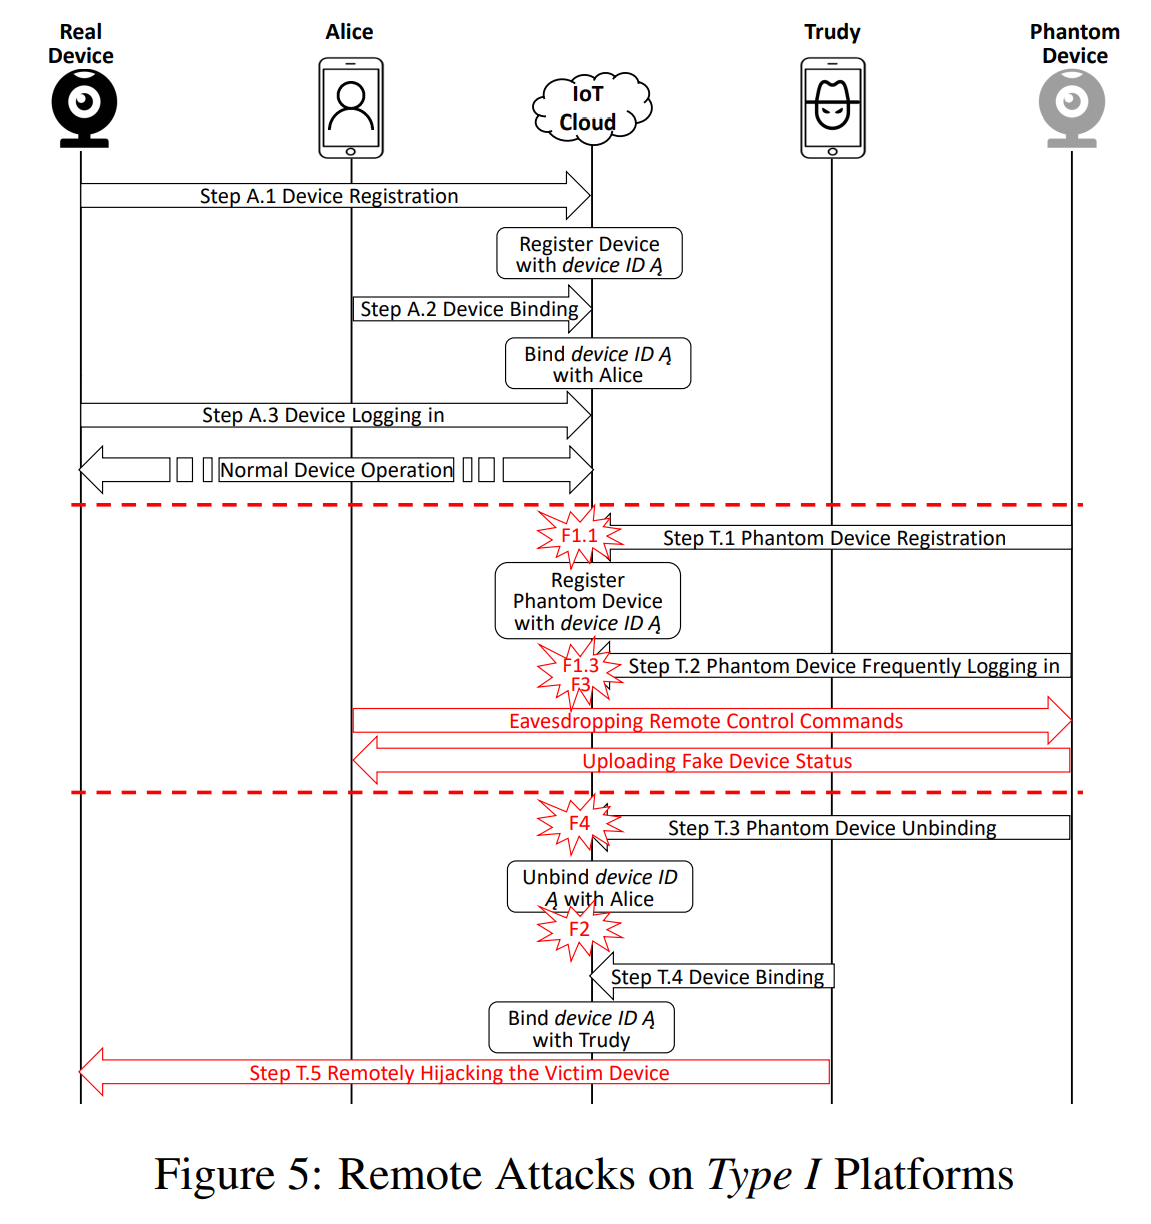 Real
Device
Alice
IoT
Cloud
Trudy
Phantom
Device
Step A.1 Device Registration
Register Device
with device ID Ą
Step A.2 Device Binding
Bind device ID Ą
with Alice
Step A.3 Device Logging in
Normal Device Operation
F1.1
Step T.1 Phantom Device Registration
Register
Phantom Device
with device ID Ą
F1.3
F3
Step T.2 Phantom Device Frequently Logging in
Eavesdropping Remote Control Commands
Uploading Fake Device Status
F4
Step T.3 Phantom Device Unbinding
Unbind device ID
Ą with Alice
F2
Step T.4 Device Binding
Bind device ID Ą
with Trudy
Step T.5 Remotely Hijacking the Victim Device
Figure 5: Remote Attacks on Type I Platforms